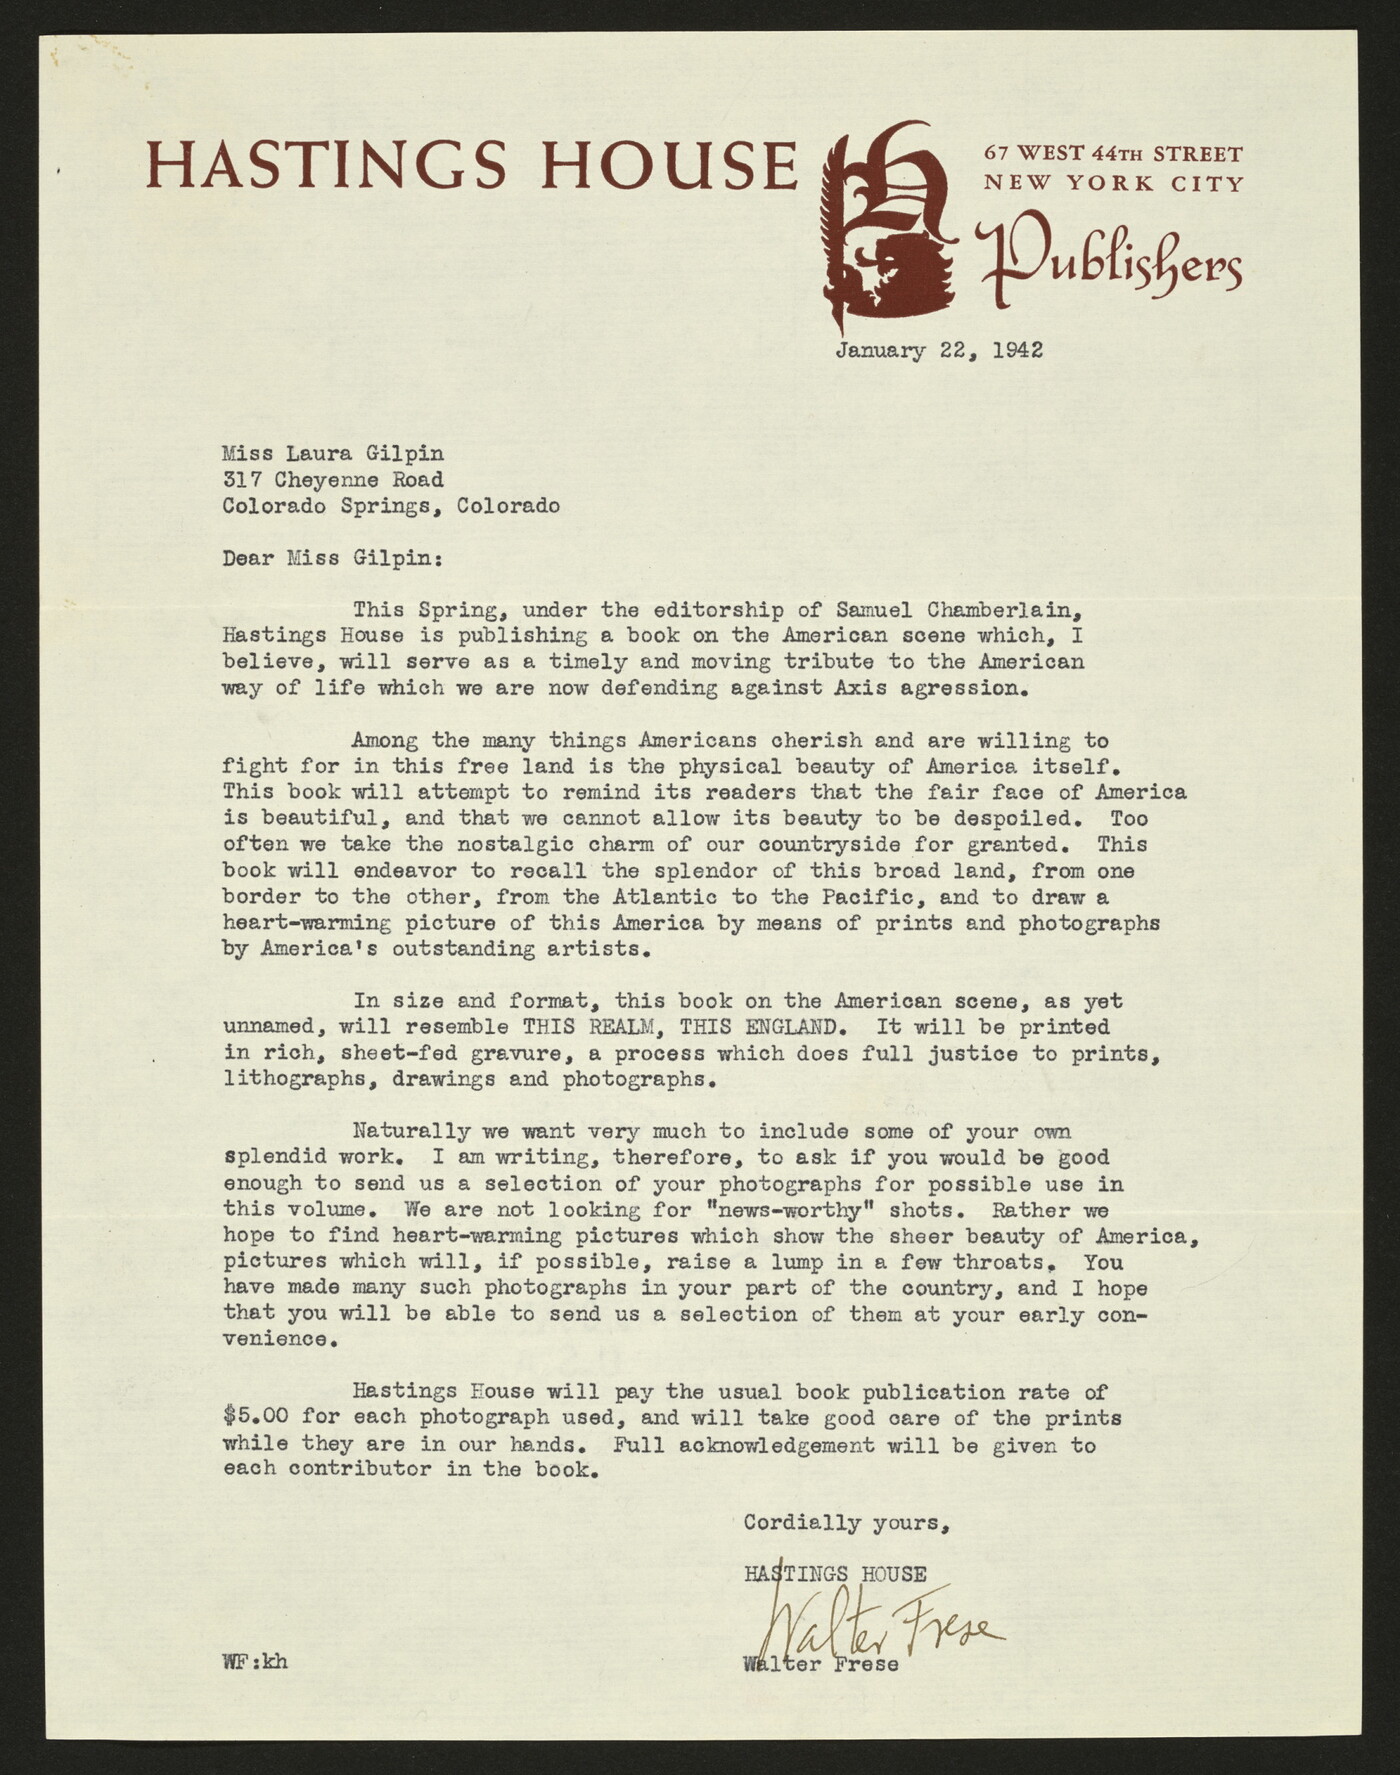 HASTINGS HOUSE
67 WEST 44TH STREET
NEW YORK CITY
Publishers
January 22, 1942
Miss Laura Gilpin
317 Cheyenne Road
Colorado Springs, Colorado
Dear Miss Gilpin:
This Spring, under the editorship of Samuel Chamberlain,
Hastings House is publishing a book on the American scene which, I
believe, will serve as a timely and moving tribute to the American
way of life which we are now defending against Axis agression.
Among the many things Americans cherish and are willing to
fight for in this free land is the physical beauty of America itself.
This book will attempt to remind its readers that the fair face of America
is beautiful, and that we cannot allow its beauty to be despoiled.  Too
often we take the nostalgic charm of our countryside for granted.  This
book will endeavor to recall the splendor of this broad land, from one
border to the other, from the Atlantic to the Pacific, and to draw a
heart-warming picture of this America by means of prints and photographs
by America's outstanding artists.
In size and format, this book on the American scene, as yet
unnamed, will resemble THIS REALM, THIS ENGLAND.  It will be printed
in rich, sheet-fed gravure, a process which does full justice to prints,
lithographs, drawings and photographs.
Naturally we want very much to include some of your own
splendid work.  I am writing, therefore, to ask if you would be good
enough to send us a selection of your photographs for possible use in
this volume.  We are not looking for "news-worthy" shots.  Rather we
hope to find heart-warming pictures which show the sheer beauty of America,
pictures which will, if possible, raise a lump in a few throats.  You
have made many such photographs in your part of the country, and I hope
that you will be able to send us a selection of them at your early con-
venience.
Hastings House will pay the usual book publication rate of
$5.00 for each photograph used, and will take good care of the prints
while they are in our hands.  Full acknowledgement will be given to
each contributor in the book.
Cordially yours,
HASTINGS HOUSE
Walter Frese
Walter Frese
WF:kh